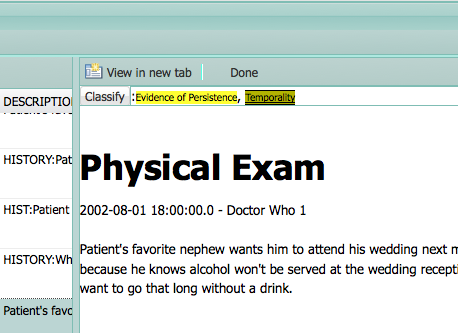 View in new tab Done
DESCRIPTION
Classify :Evidence of Persistence, Temporality
HISTORY:Pat
Physical Exam
HIST:Patient
2002-08-01 18:00:00.0 - Doctor Who 1
HISTORY:Wh
Patient's favorite nephew wants him to attend his wedding next m
because he knows alcohol won't be served at the wedding recepti
want to go that long without a drink.
Patient's favo